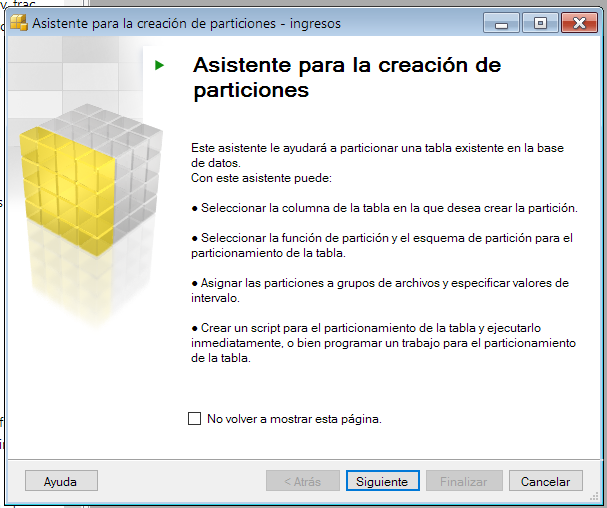 v_frac
Asistente para la creación de particiones - ingresos
Asistente para la creación de
particiones
Este asistente le ayudará a particionar una tabla existente en la base
de datos.
Con este asistente puede:
● Seleccionar la columna de la tabla en la que desea crear la partición.
● Seleccionar la función de partición y el esquema de partición para el
particionamiento de la tabla.
● Asignar las particiones a grupos de archivos y especificar valores de
intervalo.
● Crear un script para el particionamiento de la tabla y ejecutarlo
inmediatamente, o bien programar un trabajo para el particionamiento
de la tabla.
No volver a mostrar esta página.
Ayuda
< Atrás
Siguiente
Finalizar
Cancelar